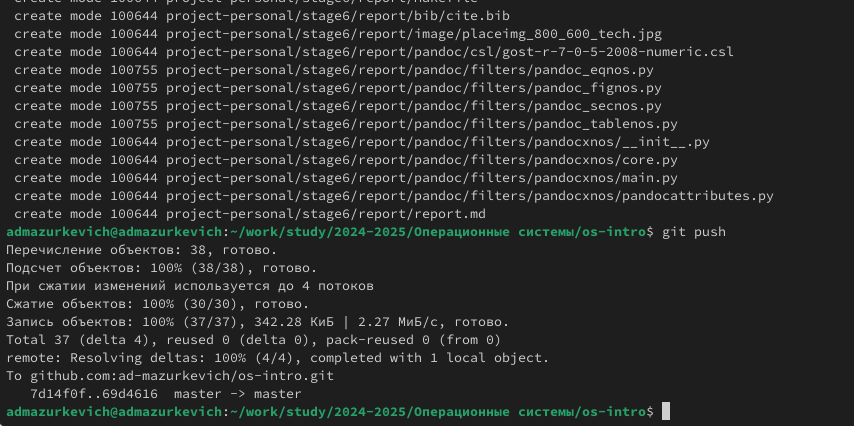 create mode 100644 project-personal/stage6/report/Makefile
create mode 100644 project-personal/stage6/report/bib/cite.bib
create mode 100644 project-personal/stage6/report/image/placeimg_800_600_tech.jpg
create mode 100644 project-personal/stage6/report/pandoc/csl/gost-r-7-0-5-2008-numeric.csl
create mode 100755 project-personal/stage6/report/pandoc/filters/pandoc_eqnos.py
create mode 100755 project-personal/stage6/report/pandoc/filters/pandoc_fignos.py
create mode 100755 project-personal/stage6/report/pandoc/filters/pandoc_secnos.py
create mode 100755 project-personal/stage6/report/pandoc/filters/pandoc_tablenos.py
create mode 100644 project-personal/stage6/report/pandoc/filters/pandocxnos/__init__.py
create mode 100644 project-personal/stage6/report/pandoc/filters/pandocxnos/core.py
create mode 100644 project-personal/stage6/report/pandoc/filters/pandocxnos/main.py
create mode 100644 project-personal/stage6/report/pandoc/filters/pandocxnos/pandocattributes.py
create mode 100644 project-personal/stage6/report/report.md
admazurkevich@admazurkevich:~/work/study/2024-2025/Операционные системы/os-intro$ git push
Перечисление объектов: 38, готово.
Подсчет объектов: 100% (38/38), готово.
При сжатии изменений используется до 4 потоков
Сжатие объектов: 100% (30/30), готово.
Запись объектов: 100% (37/37), 342.28 КиБ | 2.27 МиБ/с, готово.
Total 37 (delta 4), reused 0 (delta 0), pack-reused 0 (from 0)
remote: Resolving deltas: 100% (4/4), completed with 1 local object.
To github.com:ad-mazurkevich/os-intro.git
7d14f0f..69d4616  master -> master
admazurkevich@admazurkevich:~/work/study/2024-2025/Операционные системы/os-intro$